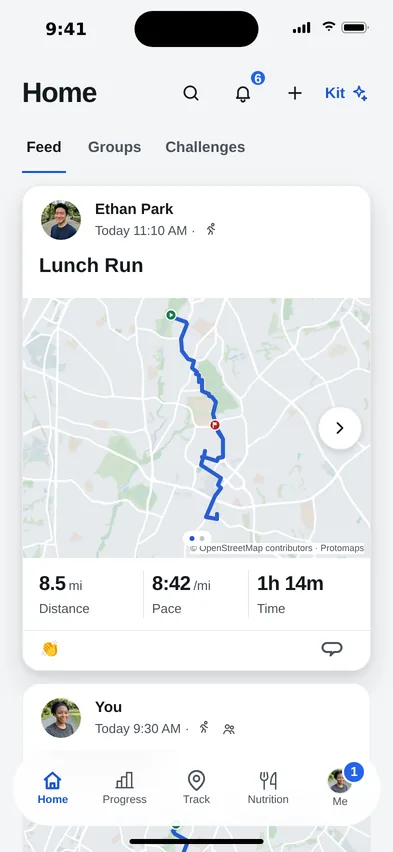 9:41
Home
6
Kit
Feed Groups Challenges
Ethan Park
Today 11:10 AM ·
Lunch Run
© OpenStreetMap contributors · Protomaps
8.5 mi 8:42 /mi 1h 14m
Distance Pace Time
You
Today 9:30 AM ·
1
Home Progress Track Nutrition Me